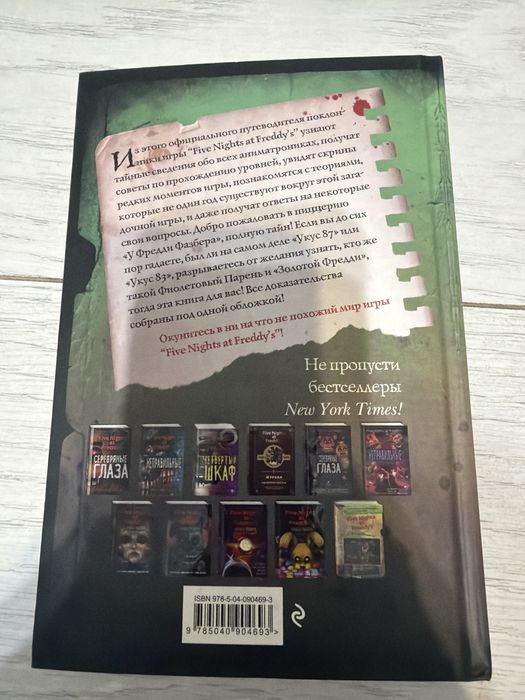 Из этого официального путеводителя поклон-
ники игры "Five Nights at Freddy's" узнают
тайные сведения обо всех аниматрониках, получат
советы по прохождению уровней, увидят скрины
редких моментов игры, познакомятся с теориями,
которые не один год существуют вокруг этой зага-
дочной игры, и даже получат ответы на некоторые
свои вопросы. Добро пожаловать в пиццерию
«У Фредди Фазбера», полную тайн! Если вы до сих
пор гадаете, был ли на самом деле «Укус 87» или
«Укус 83», разрываетесь от желания узнать, кто же
такой Фиолетовый Парень и «Золотой Фредди»,
тогда эта книга для вас! Все доказательства
собраны под одной обложкой!
Окунитесь в ни на что не похожий мир игры
"Five Nights at Freddy's"!
Не пропусти
бестселлеры
New York Times!
СЕРЕБРЯНЫЕ
ГЛАЗА
НЕПРАВИЛЬНЫЕ
ЧЕТВЕРТЫЙ
ШКАФ
Five Nights
at
Freddy's
СЕРЕБРЯНЫЕ
ГЛАЗА
НЕПРАВИЛЬНЫЕ
ISBN 978-5-04-090469-3
9785040904693>